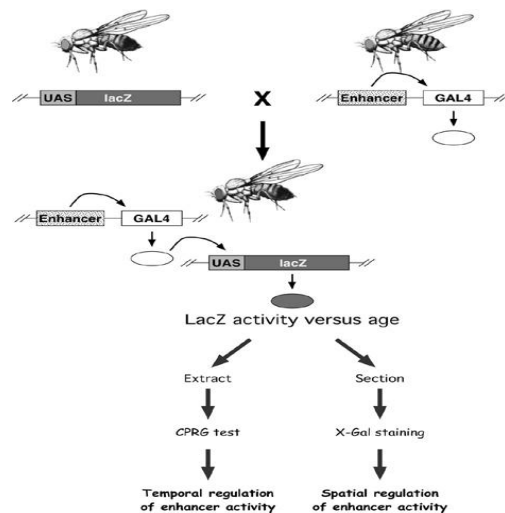 UAS lacZ
X
Enhancer GAL4
Enhancer GAL4
UAS lacZ
LacZ activity versus age
Extract Section
CPRG test X-Gal staining
Temporal regulation Spatial regulation
of enhancer activity of enhancer activity